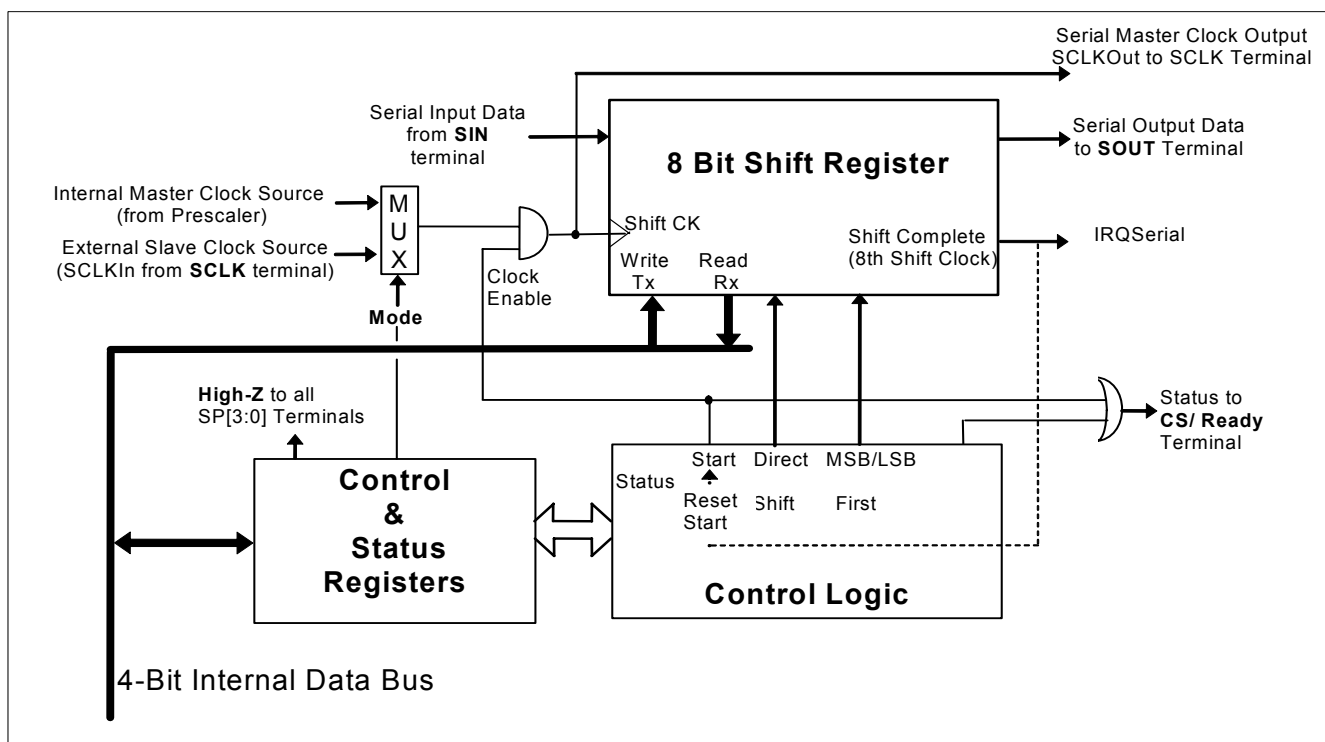 Serial Master Clock Output
SCLKOut to SCLK Terminal
Serial Input Data
from SIN
terminal
Serial Output Data
to SOUT Terminal
8 Bit Shift Register
Internal Master Clock Source
(from Prescaler)
M
U
X
External Slave Clock Source
(SCLKIn from SCLK terminal)
Shift CK
Clock
Enable
Write
Tx
Read
Rx
Shift Complete
(8th Shift Clock)
IRQSerial
Mode
High-Z to all
SP[3:0] Terminals
Status to
CS/ Ready
Terminal
Control
&
Status
Registers
Status
Start
Direct
MSB/LSB
Reset
Start
Shift
First
Control Logic
4-Bit Internal Data Bus